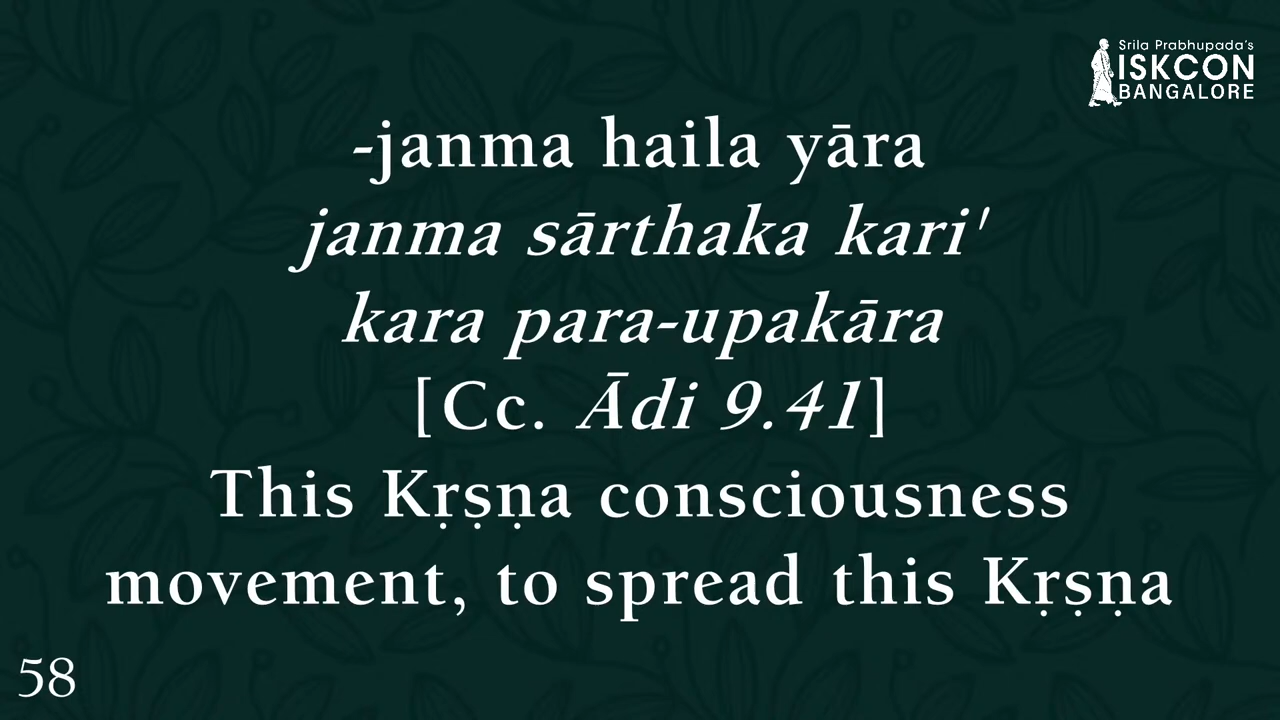 Srila Prabhupada's
ISKCON
BANGALORE
-janma haila yāra
janma sārthaka kari'
kara para-upakāra
[Cc. Ādi 9.41]
This Kṛṣṇa consciousness
movement, to spread this Kṛṣṇa
58